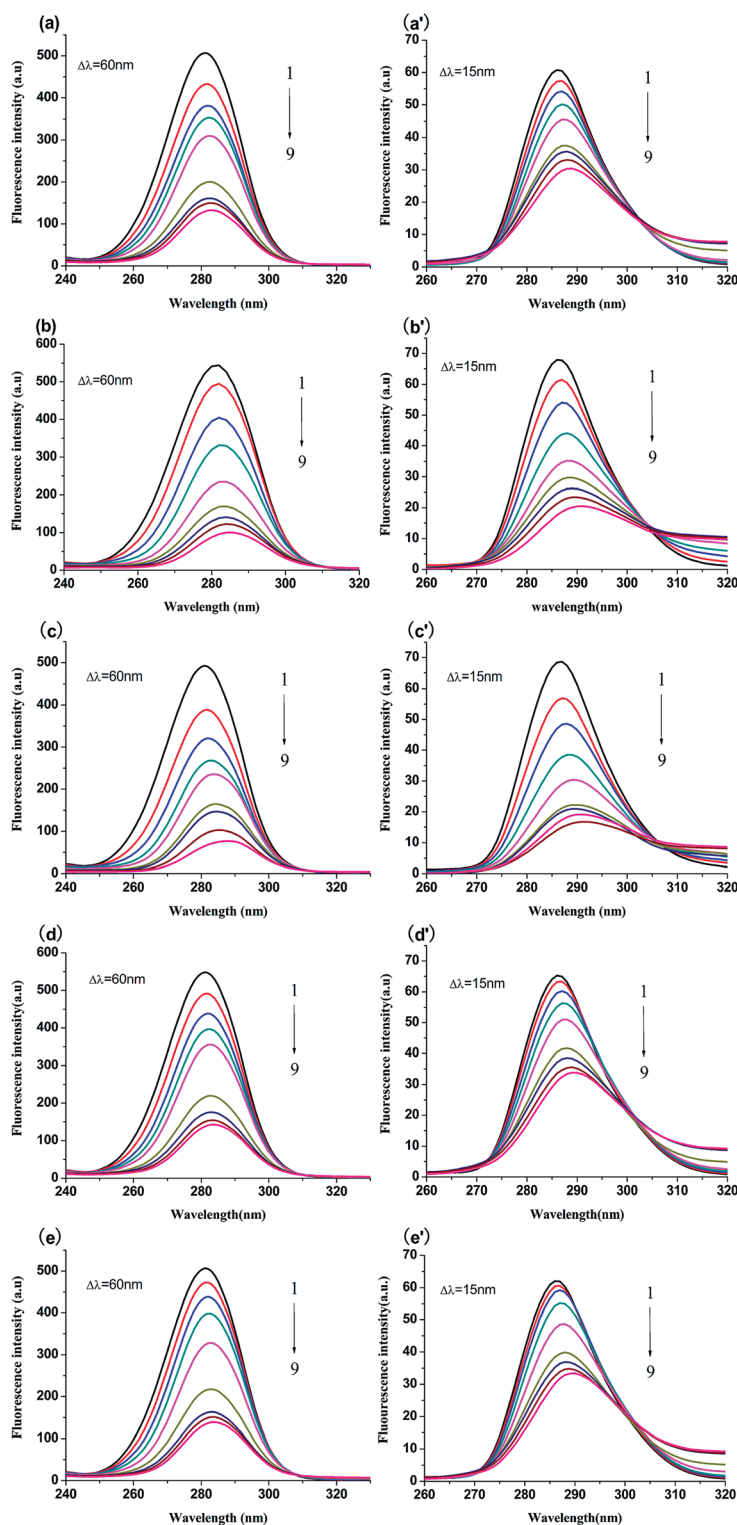 (a)
500
400
300
200
100
0
Fluorescence intensity (a.u)
Δλ=60nm
1
9
240 260 280 300 320
Wavelength (nm)
(a')
70
60
50
40
30
20
10
0
Fluorescence intensity (a.u)
Δλ=15nm
1
9
260 270 280 290 300 310 320
Wavelength (nm)
(b)
600
500
400
300
200
100
0
Fluorescence intensity (a.u)
Δλ=60nm
1
9
240 260 280 300 320
Wavelength (nm)
(b')
70
60
50
40
30
20
10
0
Fluorescence intensity (a.u)
Δλ=15nm
1
9
260 270 280 290 300 310 320
wavelength(nm)
(c)
500
400
300
200
100
0
Fluorescence intensity (a.u)
Δλ=60nm
1
9
240 260 280 300 320
Wavelength (nm)
(c')
70
60
50
40
30
20
10
0
Fluorescence intensity (a.u)
Δλ=15nm
1
9
260 270 280 290 300 310 320
Wavelength (nm)
(d)
600
500
400
300
200
100
0
Fluorescence intensity(a.u)
Δλ=60nm
1
9
240 260 280 300 320
Wavelength(nm)
(d')
70
60
50
40
30
20
10
0
Fluorescence intensity(a.u)
Δλ=15nm
1
9
260 270 280 290 300 310 320
Wavelength(nm)
(e)
500
400
300
200
100
0
Fluorescence intensity(a.u)
Δλ=60nm
1
9
240 260 280 300 320
Wavelength(nm)
(e')
70
60
50
40
30
20
10
0
Fluourescence intensity(a.u.)
Δλ=15nm
1
9
260 270 280 290 300 310 320
Wavelength(nm)